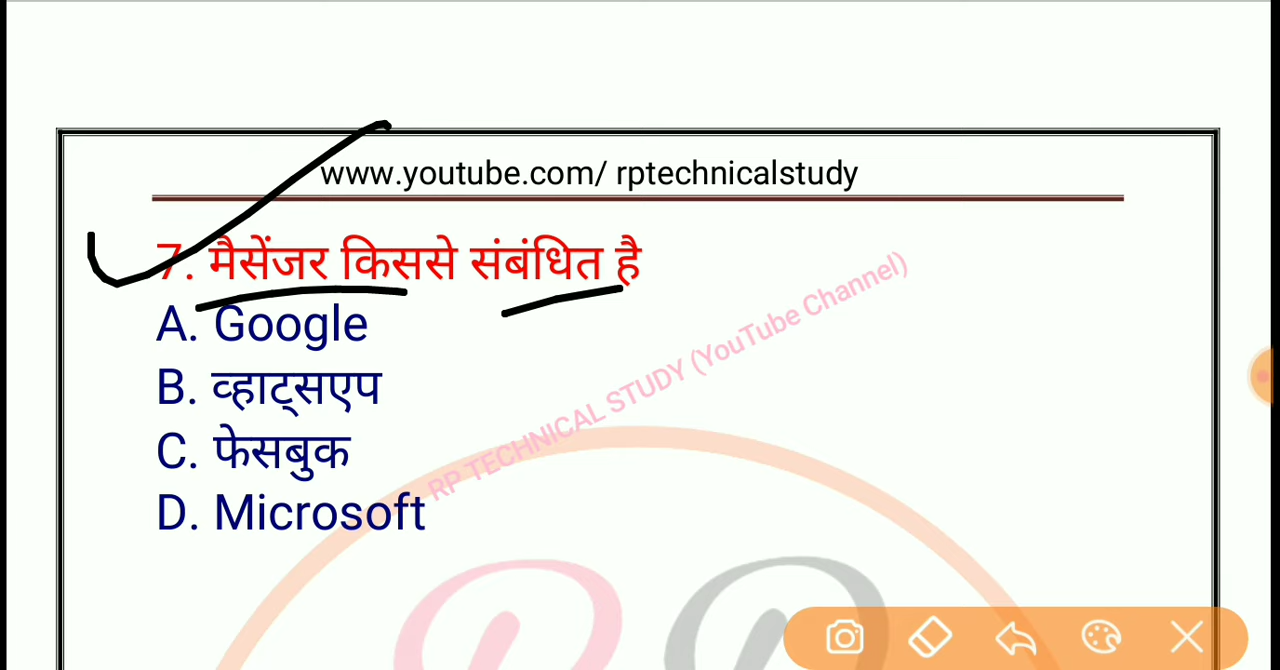 www.youtube.com/ rptechnicalstudy
7. मैसेंजर किससे संबंधित है
A. Google
B. व्हाट्सएप
C. फेसबुक
D. Microsoft
RP TECHNICAL STUDY (YouTube Channel)